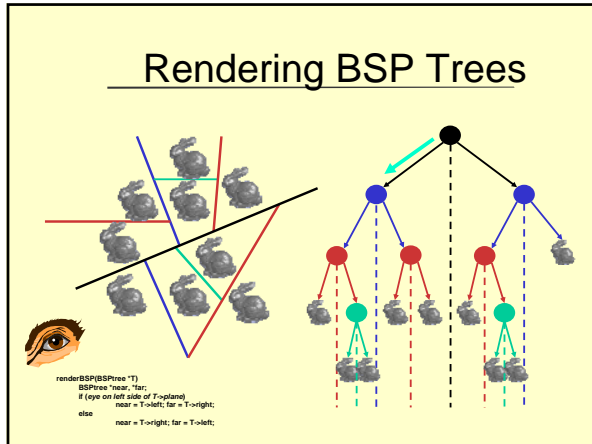 Rendering BSP Trees
renderBSP(BSPtree *T)
BSPtree *near, *far;
if (eye on left side of T->plane)
near = T->left; far = T->right;
else
near = T->right; far = T->left;